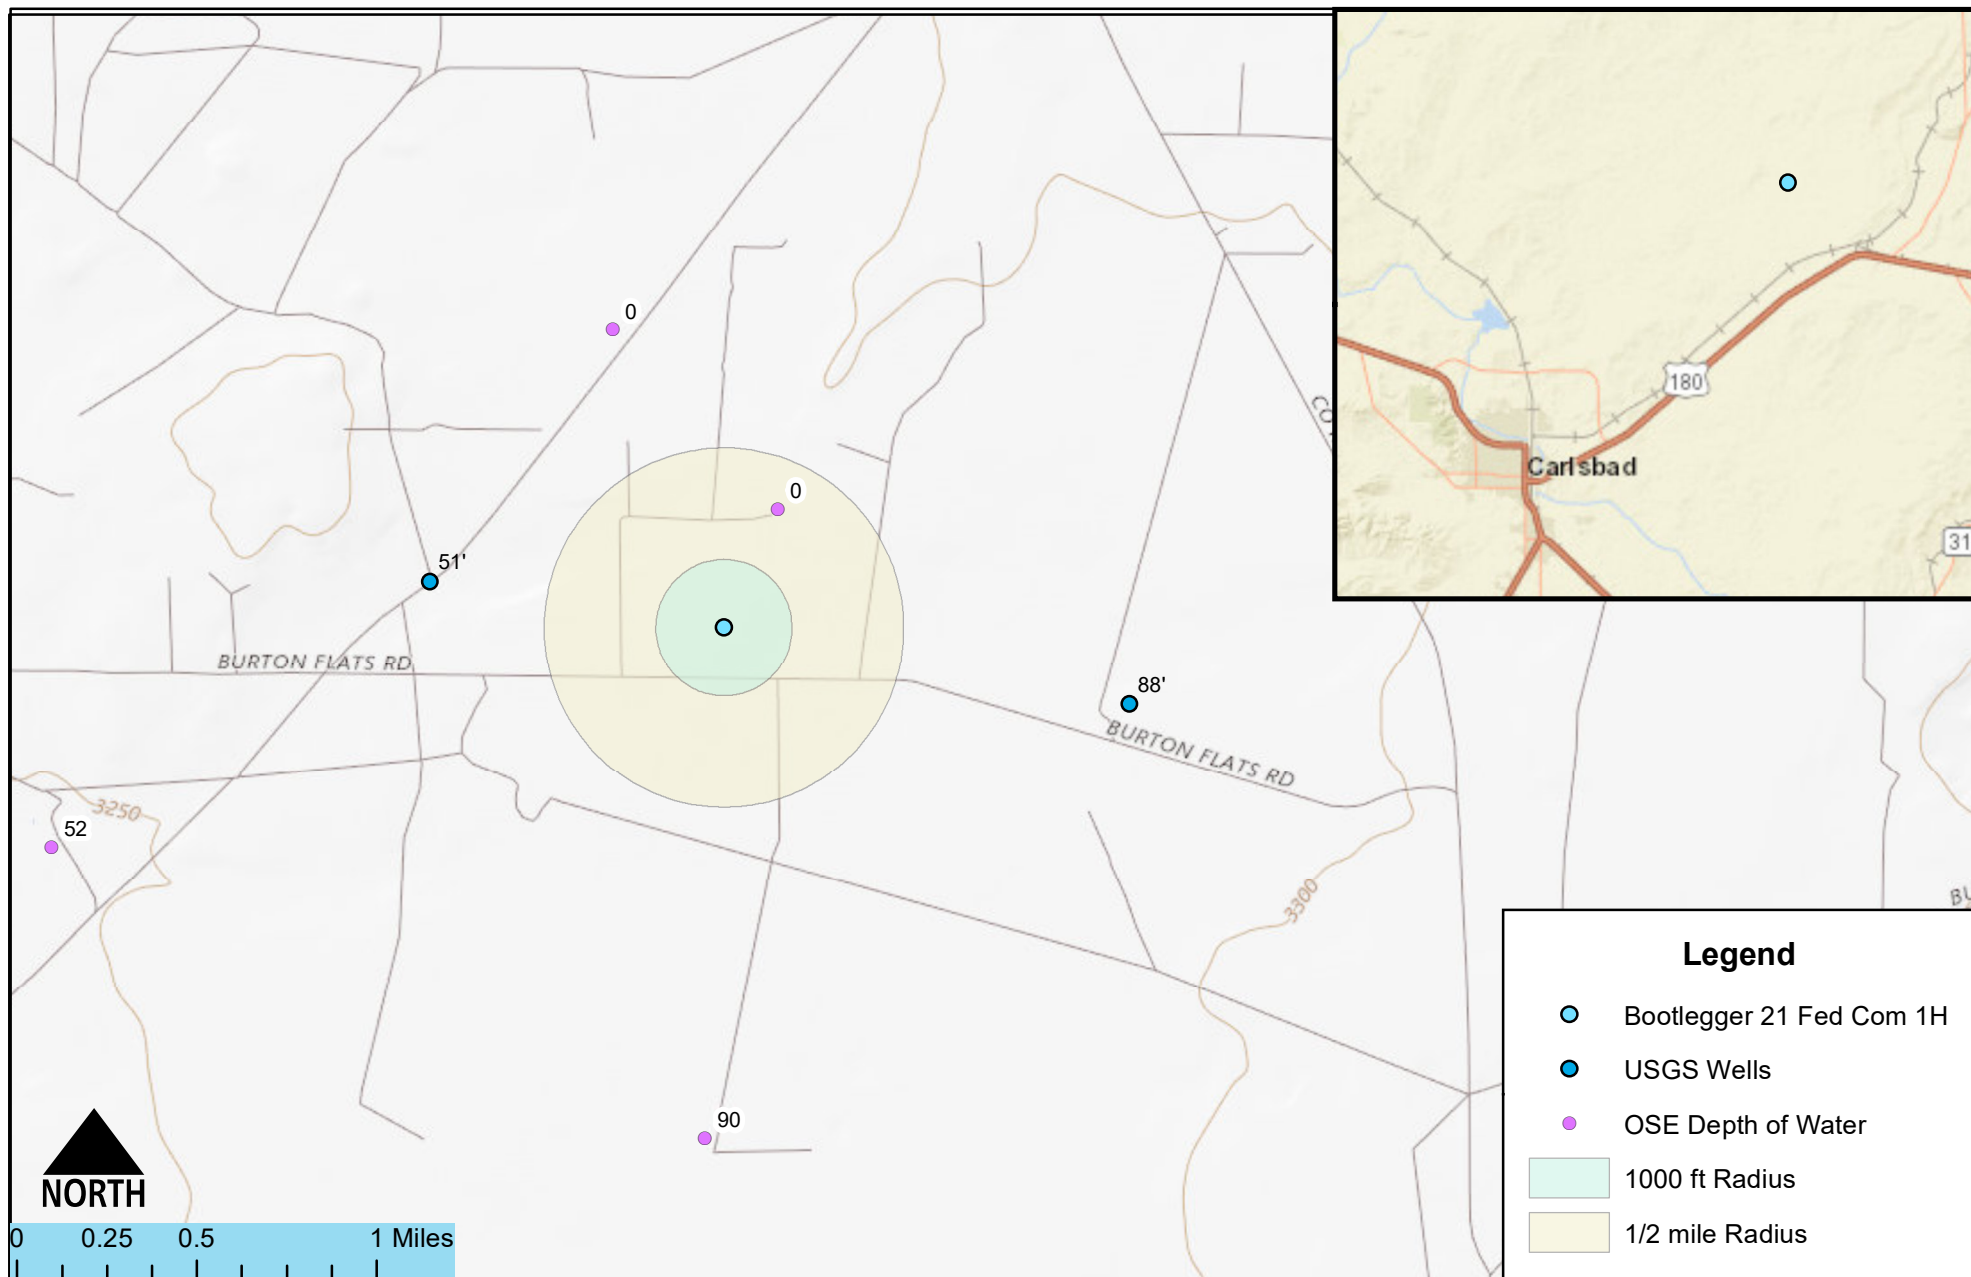 0
0
51'
BURTON FLATS RD
88'
BURTON FLATS RD
3250
52
3300
90
180
Carlsbad
31
Legend
Bootlegger 21 Fed Com 1H
USGS Wells
OSE Depth of Water
1000 ft Radius
1/2 mile Radius
NORTH
0 0.25 0.5 1 Miles